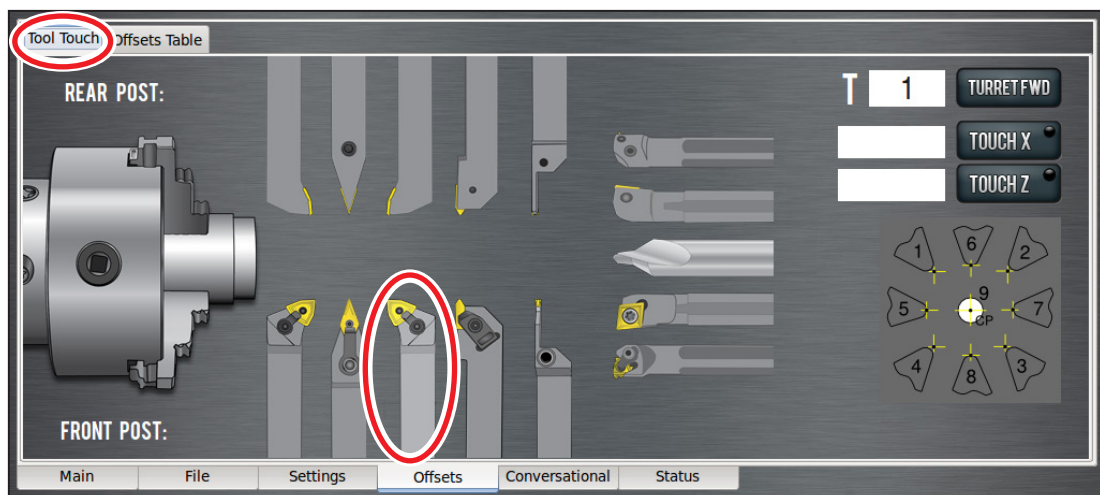 Tool Touch Offsets Table
REAR POST:
T 1 TURRET FWD
TOUCH X
TOUCH Z
1 6 2
5 9 7
CP
4 8 3
FRONT POST:
Main File Settings Offsets Conversational Status